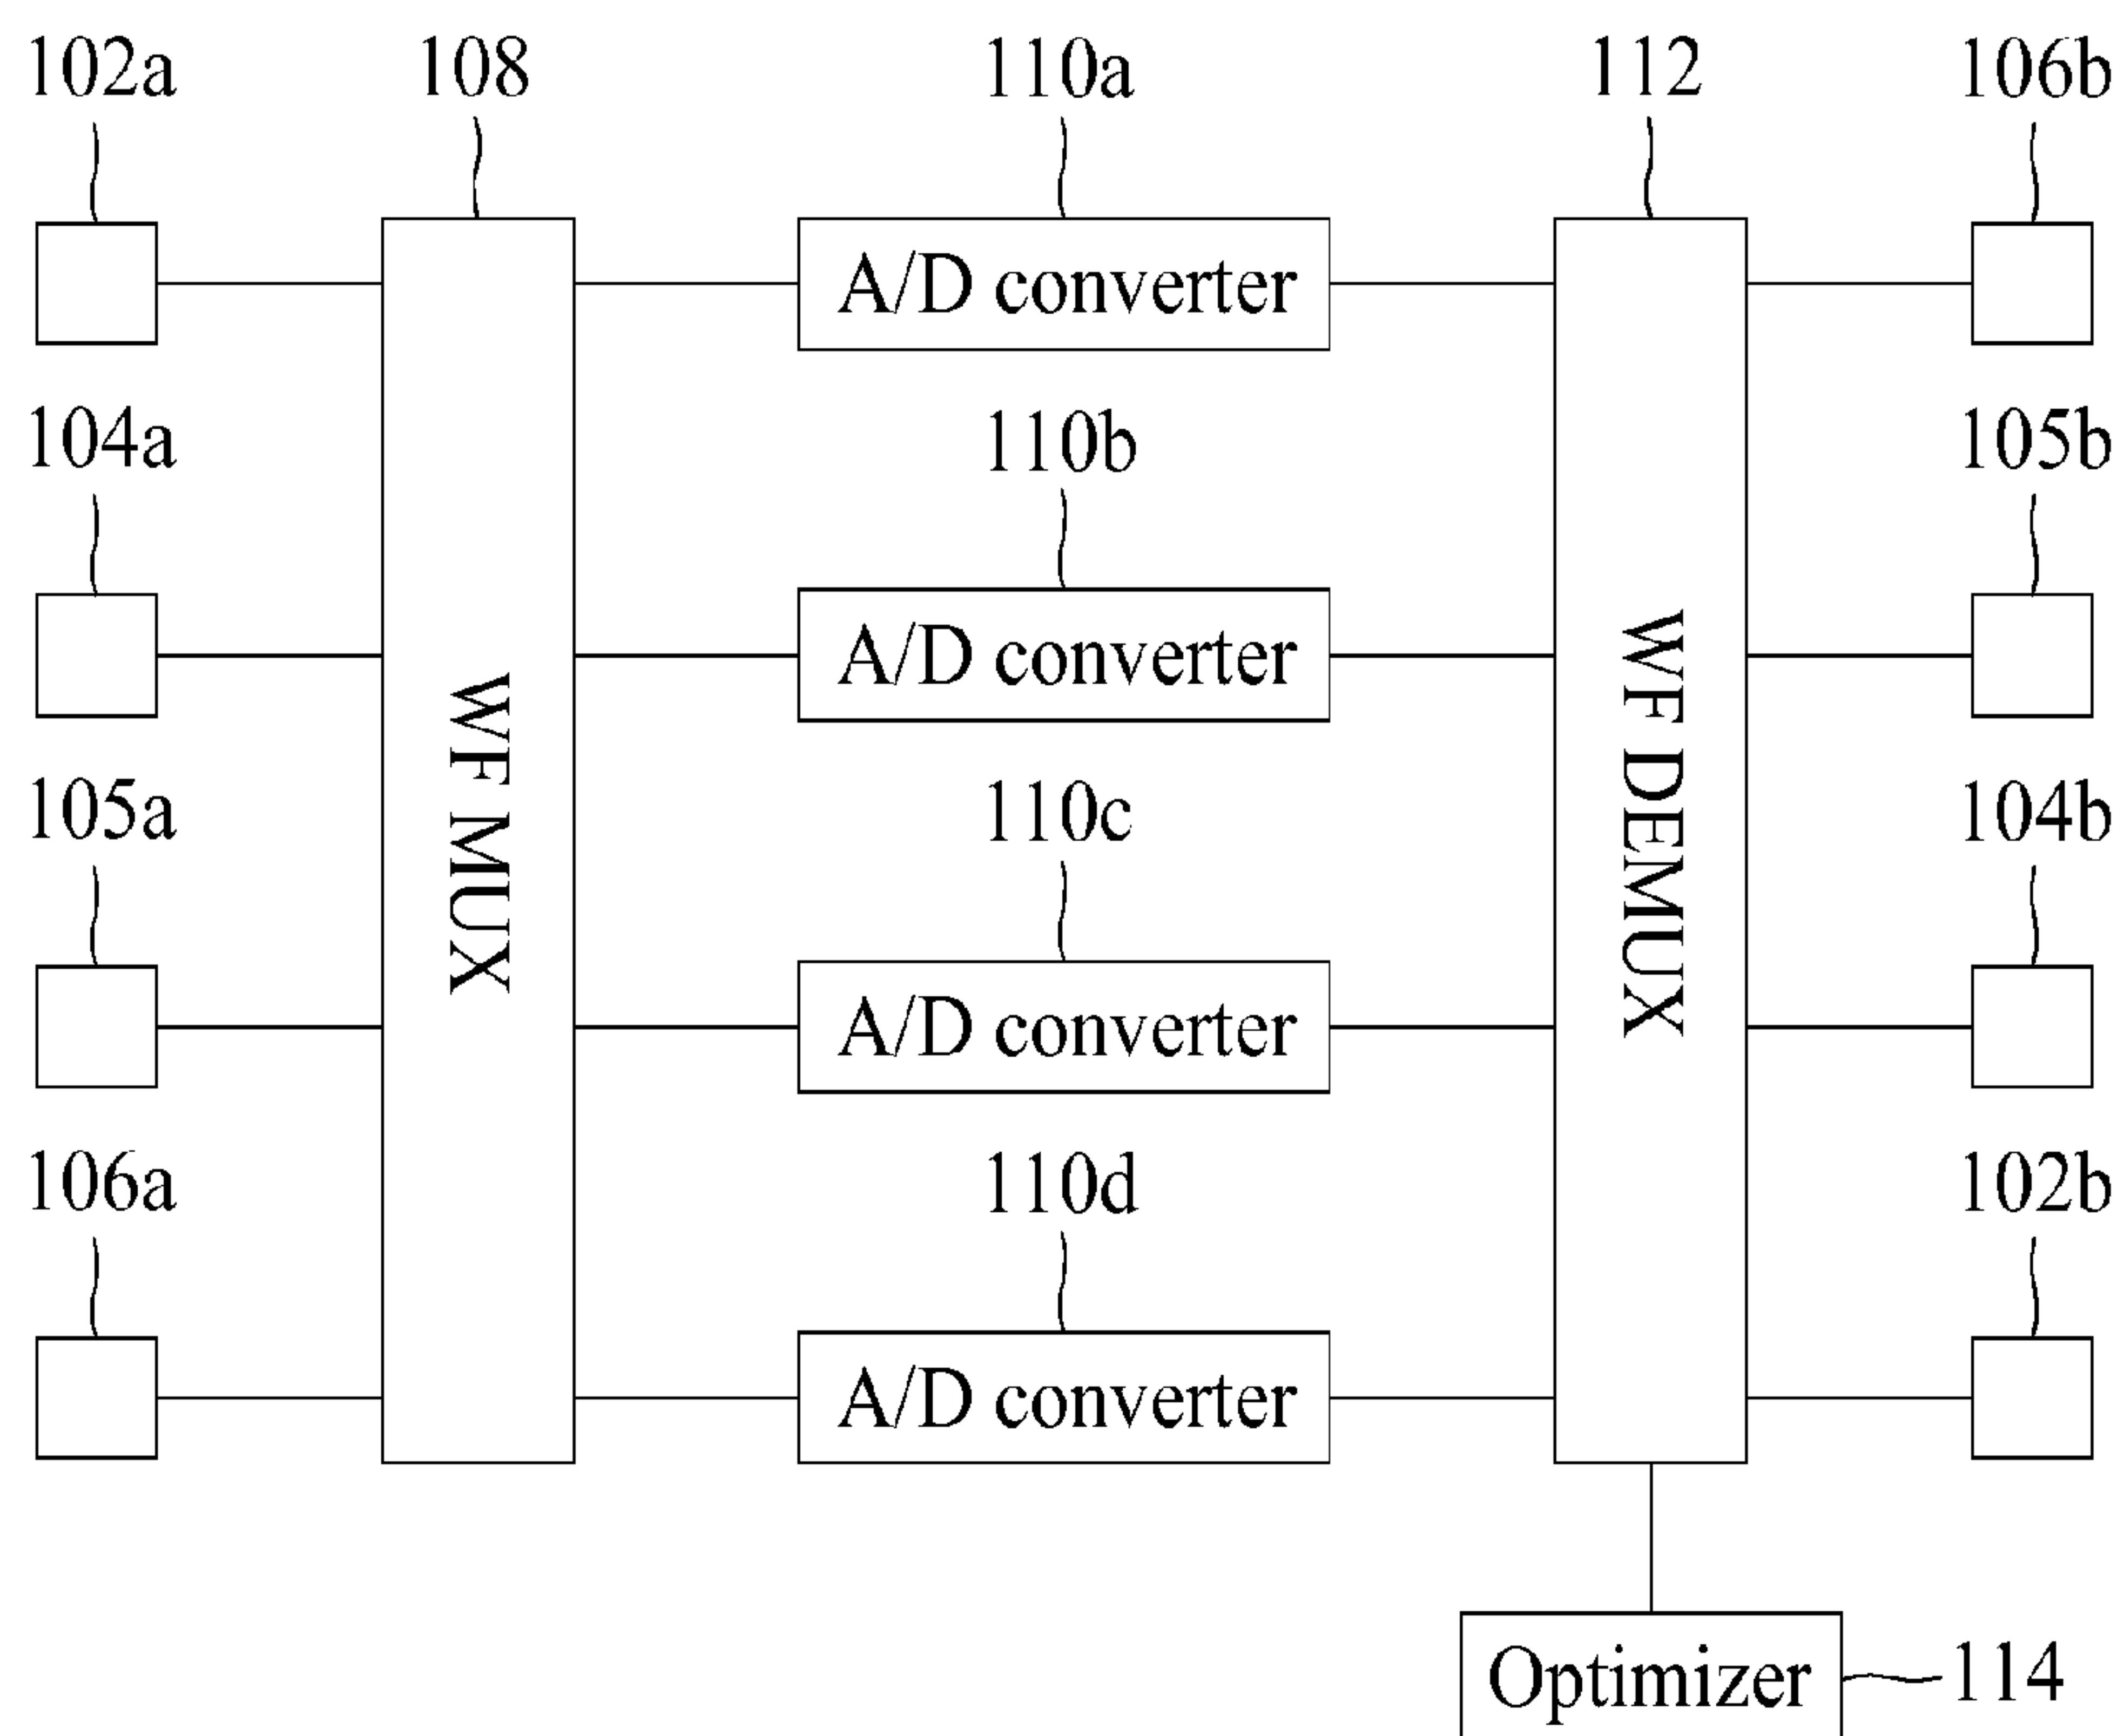 102a 108 110a 112 106b
A/D converter
104a 110b 105b
A/D converter
WF MUX
WF DEMUX
105a 110c 104b
A/D converter
106a 110d 102b
A/D converter
Optimizer 114